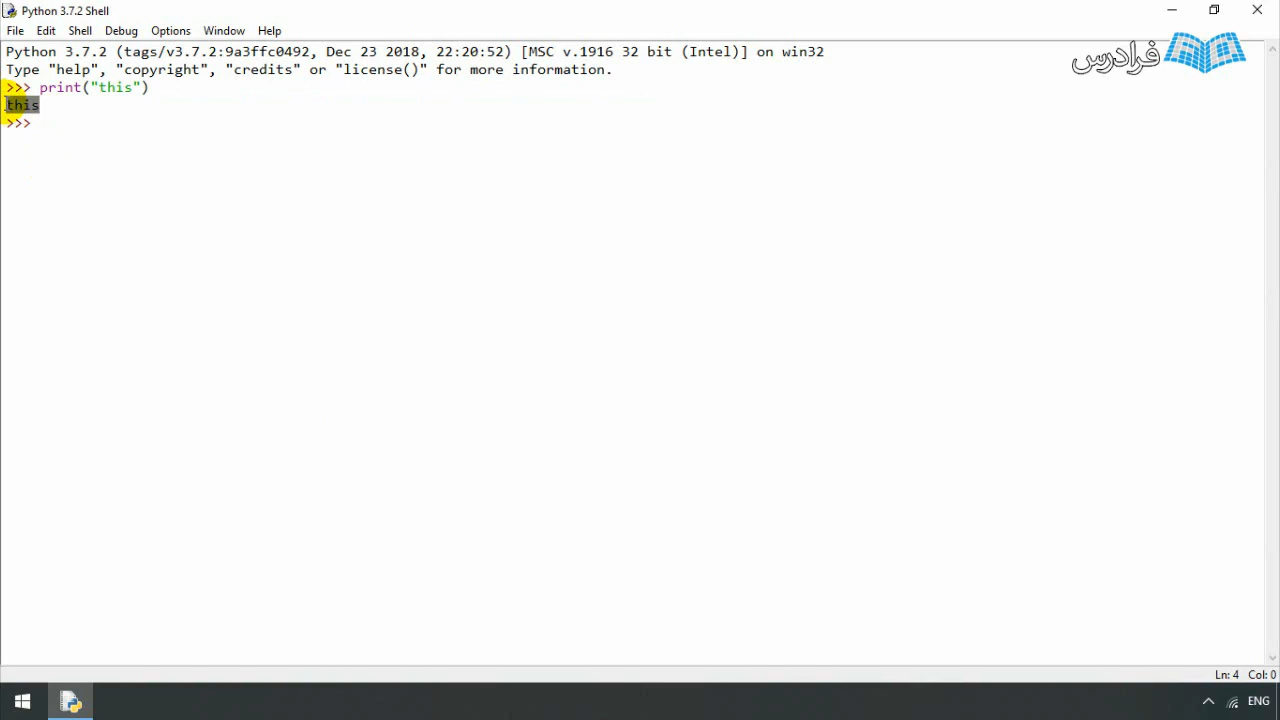 Python 3.7.2 Shell
File Edit Shell Debug Options Window Help
Python 3.7.2 (tags/v3.7.2:9a3ffc0492, Dec 23 2018, 22:20:52) [MSC v.1916 32 bit (Intel)] on win32
Type "help", "copyright", "credits" or "license()" for more information.
فرادرس
>>> print("this")
this
>>>
Ln: 4 Col: 0
ENG